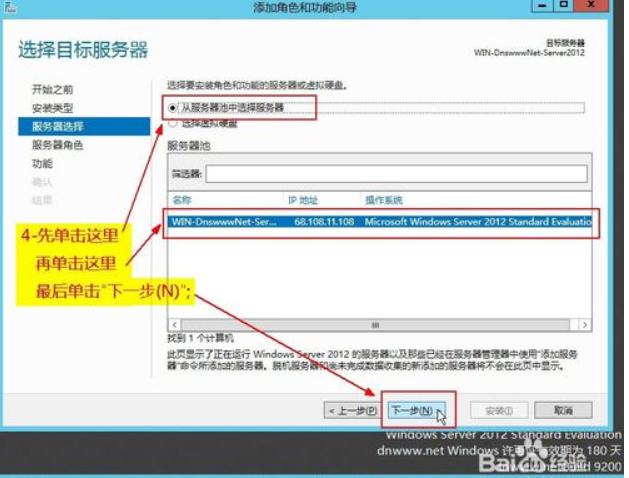 添加角色和功能向导
选择目标服务器
目标服务器
WIN-DnswwwNet-Server2012
开始之前
安装类型
服务器选择
服务器角色
功能
确认
结果
选择要安装角色和功能的服务器或虚拟硬盘。
从服务器池中选择服务器
选择虚拟硬盘
服务器池
筛选器:
名称 IP 地址 操作系统
WIN-DnswwwNet-Ser... 68.108.11.108 Microsoft Windows Server 2012 Standard Evaluatio
4-先单击这里
再单击这里
最后单击"下一步(N)";
找到 1 个计算机
此页显示了正在运行 Windows Server 2012 的服务器以及那些已经在服务器管理器中使用"添加服务
器"命令所添加的服务器。脱机服务器和尚未完成数据收集的新添加的服务器将不会在此页中显示。
< 上一步(P) 下一步(N) > 安装(I) 取消
Windows Server 2012 Standard Evaluation
dnwww.net Windows 许可证有效期为 180 天
Build 9200
Baidu 经验